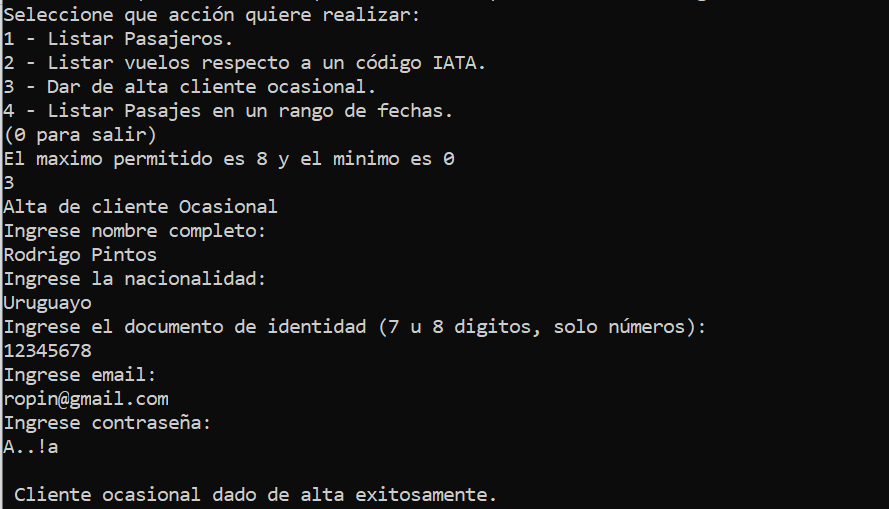 Seleccione que acción quiere realizar:
1 - Listar Pasajeros.
2 - Listar vuelos respecto a un código IATA.
3 - Dar de alta cliente ocasional.
4 - Listar Pasajes en un rango de fechas.
(0 para salir)
El maximo permitido es 8 y el minimo es 0
3
Alta de cliente Ocasional
Ingrese nombre completo:
Rodrigo Pintos
Ingrese la nacionalidad:
Uruguayo
Ingrese el documento de identidad (7 u 8 digitos, solo números):
12345678
Ingrese email:
ropin@gmail.com
Ingrese contraseña:
A..!a
Cliente ocasional dado de alta exitosamente.